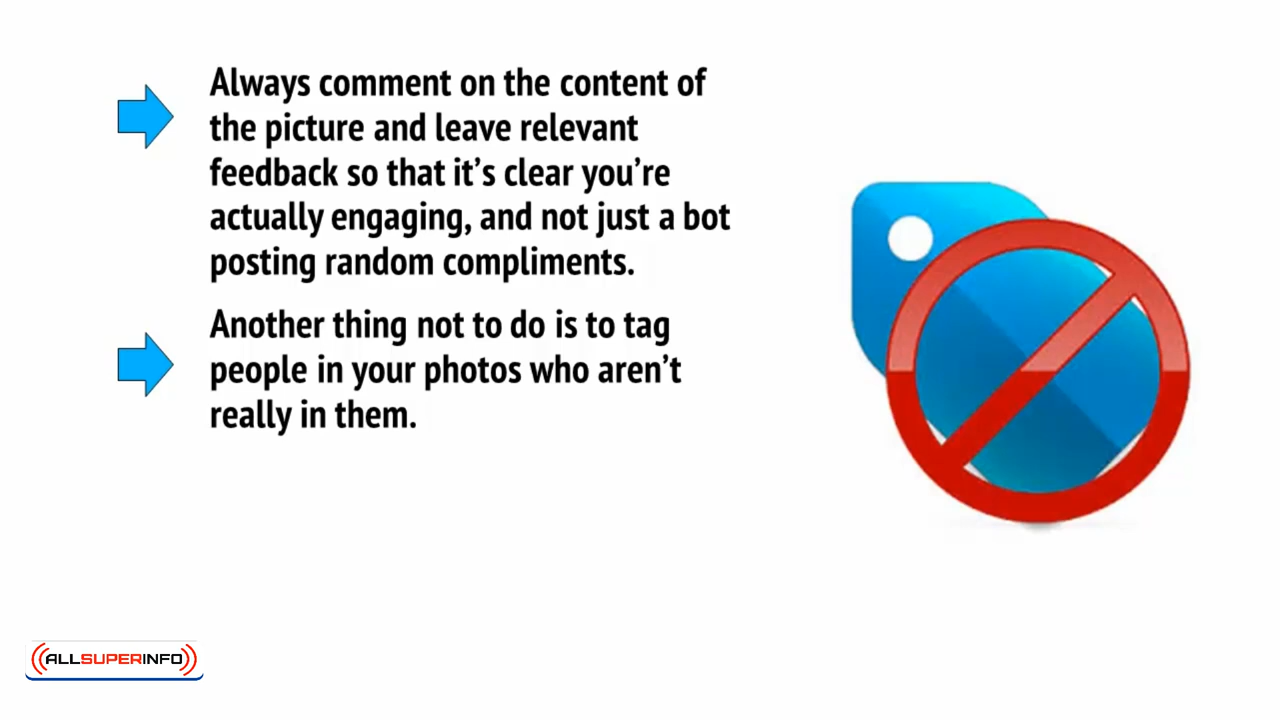 Always comment on the content of
the picture and leave relevant
feedback so that it’s clear you’re
actually engaging, and not just a bot
posting random compliments.
Another thing not to do is to tag
people in your photos who aren’t
really in them.
ALLSUPERINFO